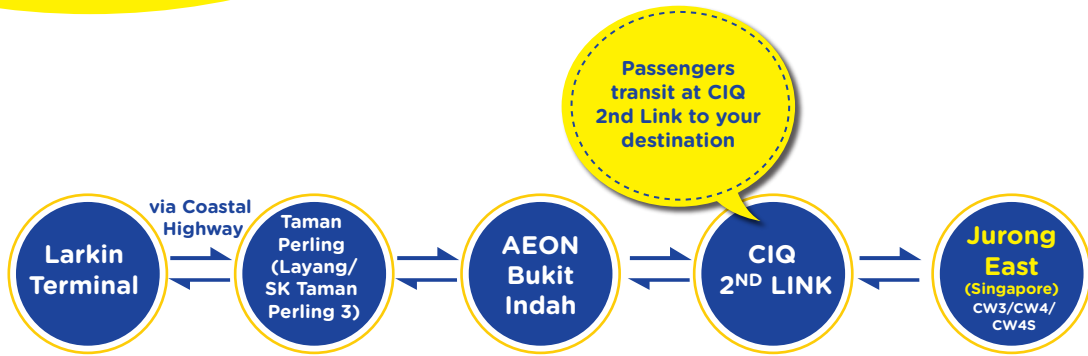 Passengers
transit at CIQ
2nd Link to your
destination
Larkin
Terminal
via Coastal
Highway
Taman
Perling
(Layang/
SK Taman
Perling 3)
AEON
Bukit
Indah
CIQ
2ND LINK
Jurong
East
(Singapore)
CW3/CW4/
CW4S